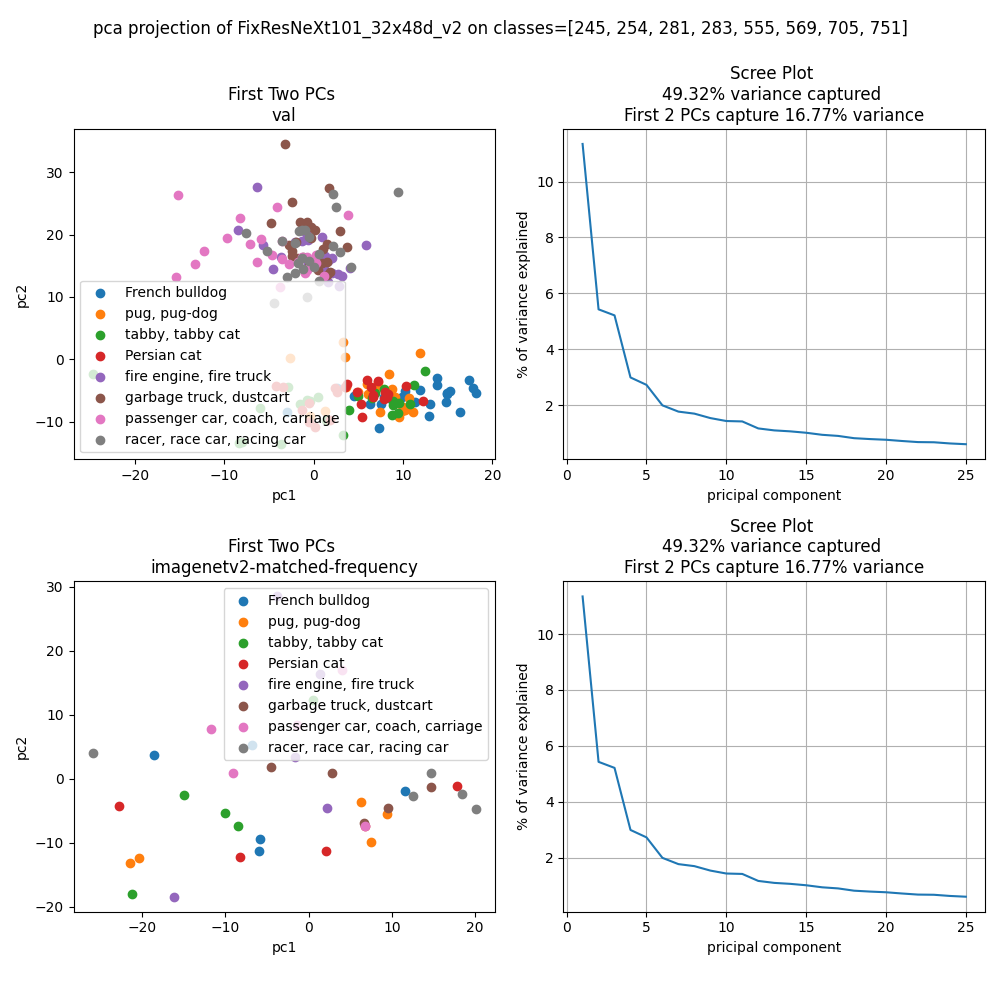 pca projection of FixResNeXt101_32x48d_v2 on classes=[245, 254, 281, 283, 555, 569, 705, 751]
First Two PCs
val
30
20
10
0
−10
pc2
French bulldog
pug, pug-dog
tabby, tabby cat
Persian cat
fire engine, fire truck
garbage truck, dustcart
passenger car, coach, carriage
racer, race car, racing car
−20
−10
0
10
20
pc1
Scree Plot
49.32% variance captured
First 2 PCs capture 16.77% variance
10
8
6
4
2
% of variance explained
0
5
10
15
20
25
pricipal component
First Two PCs
imagenetv2-matched-frequency
30
20
10
0
−10
−20
pc2
French bulldog
pug, pug-dog
tabby, tabby cat
Persian cat
fire engine, fire truck
garbage truck, dustcart
passenger car, coach, carriage
racer, race car, racing car
−20
−10
0
10
20
pc1
Scree Plot
49.32% variance captured
First 2 PCs capture 16.77% variance
10
8
6
4
2
% of variance explained
0
5
10
15
20
25
pricipal component